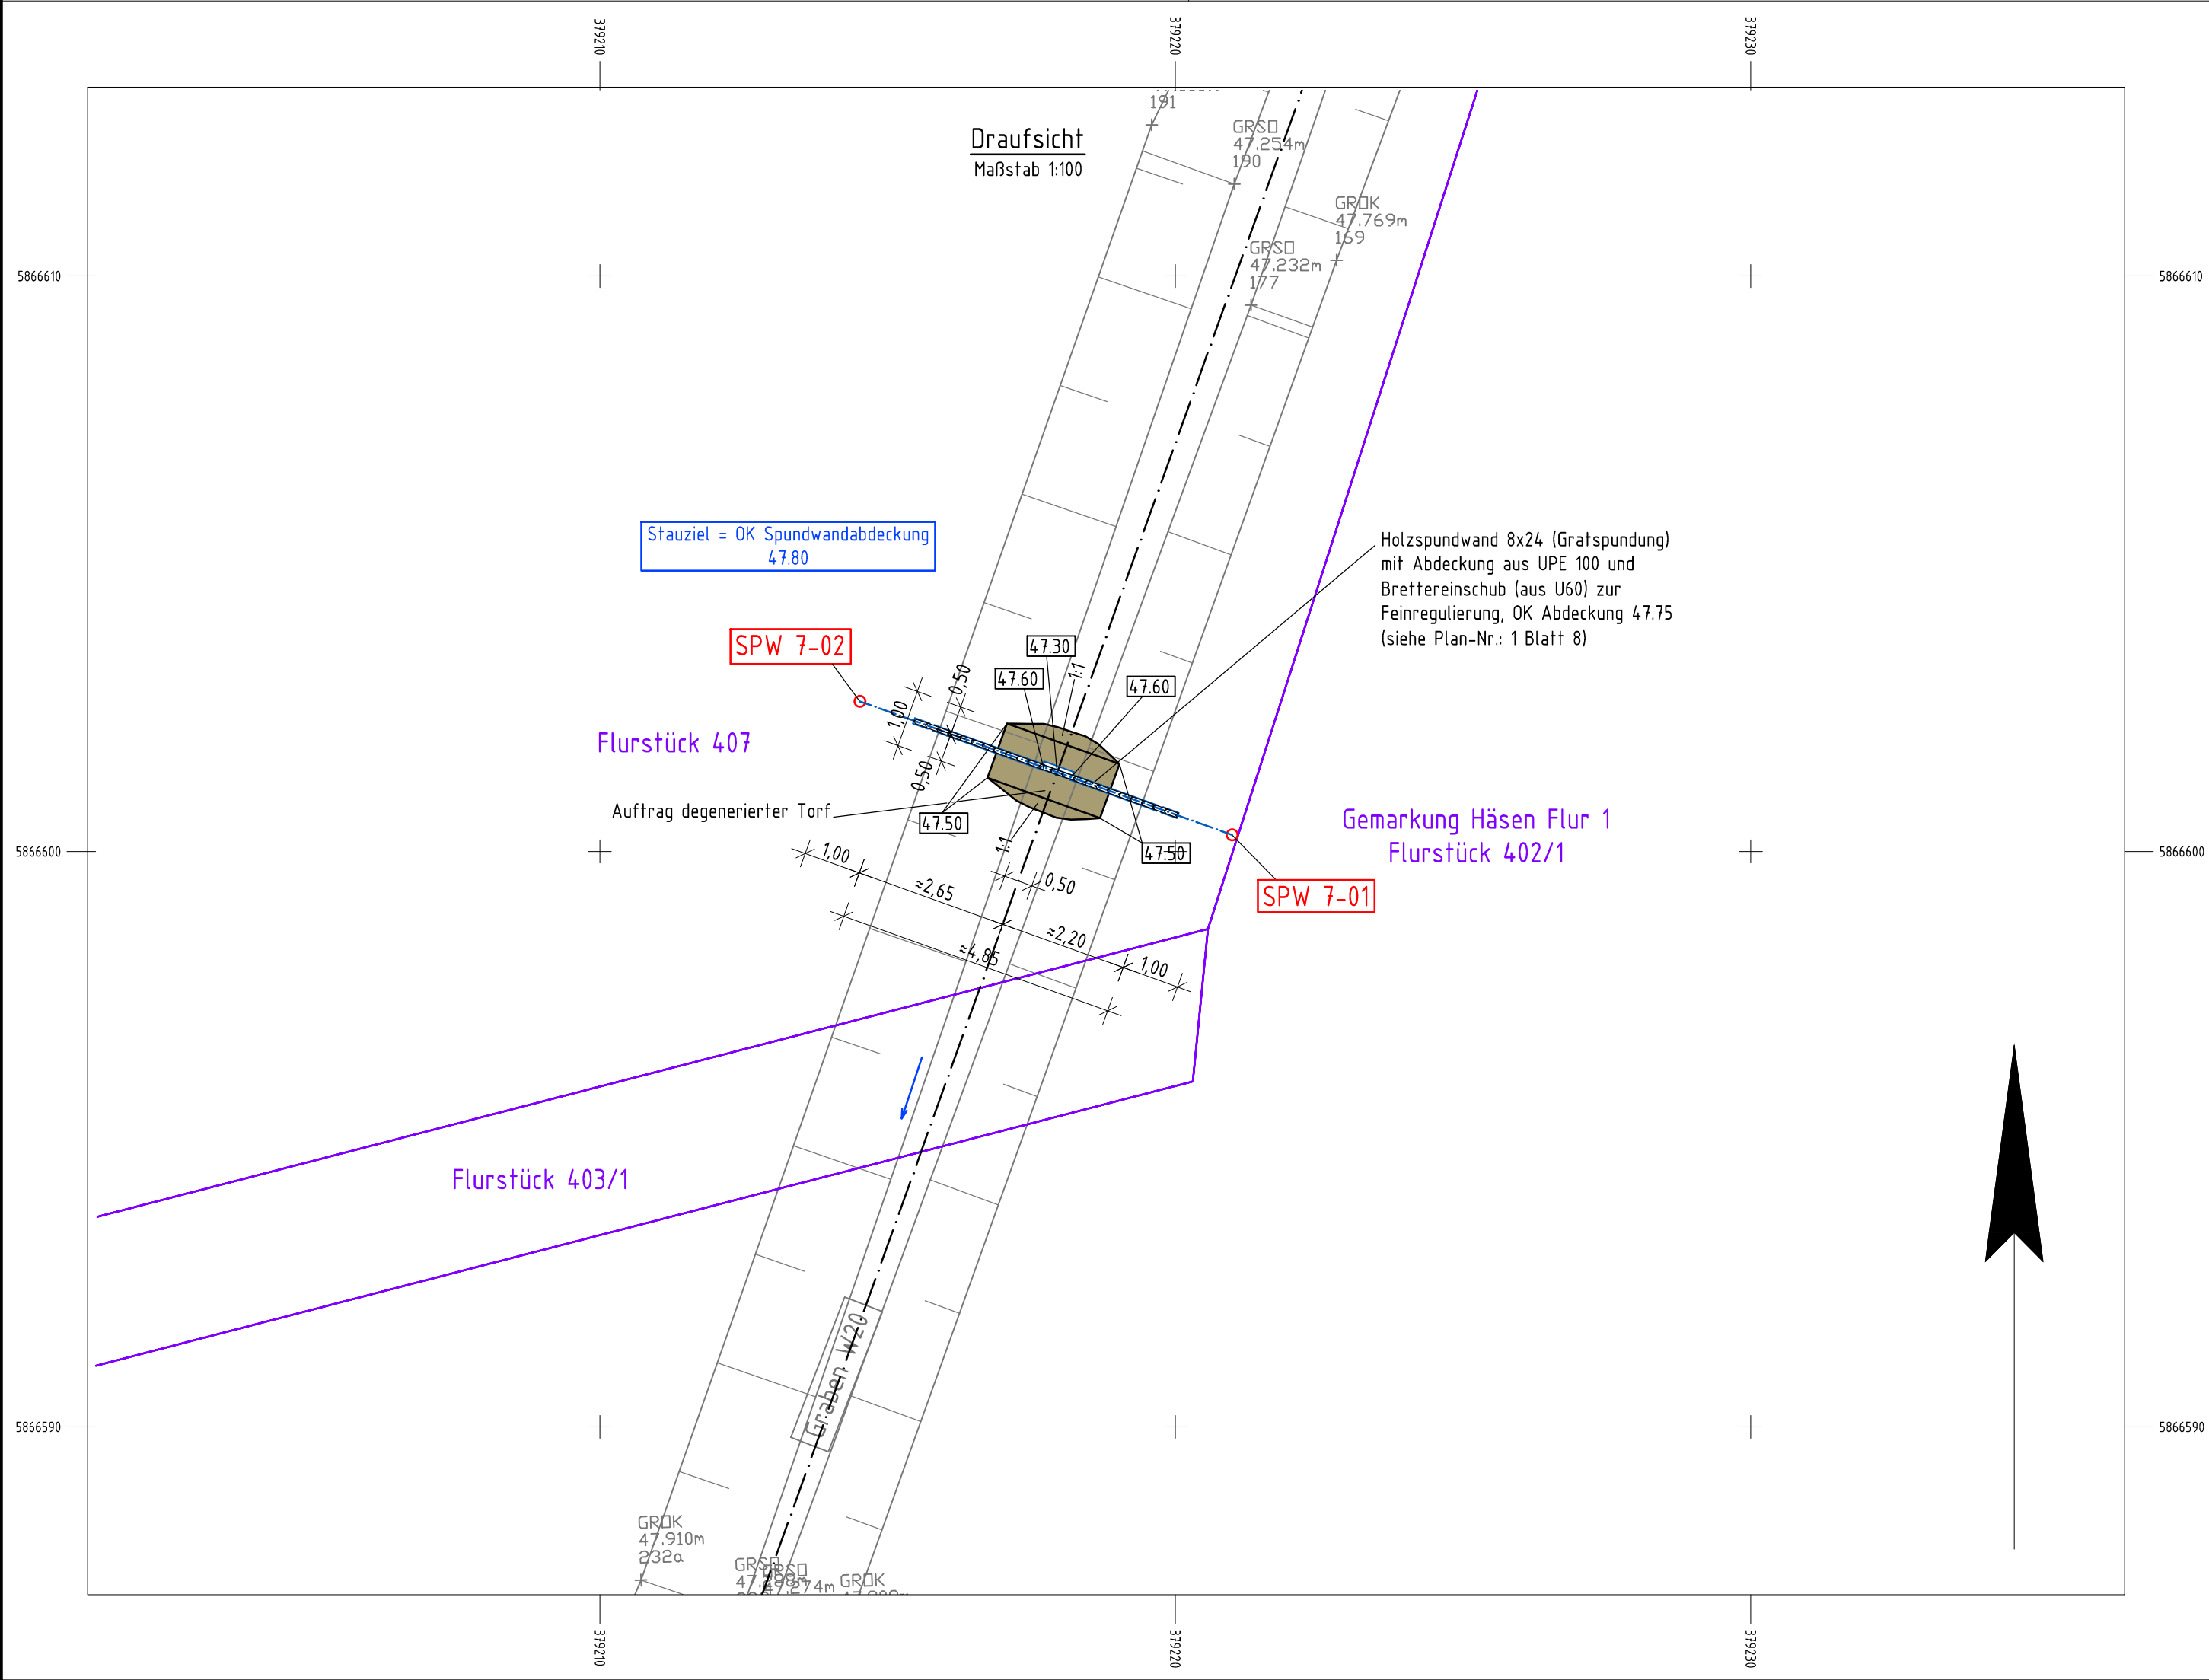 379210
379220
379230
191
Draufsicht
Maßstab 1:100
GRSO
47.254m
190
GROK
47.769m
169
GRSO
47.232m
177
5866610
5866610
Stauziel = OK Spundwandabdeckung
47.80
Holzspundwand 8x24 (Gratspundung)
mit Abdeckung aus UPE 100 und
Brettereinschub (aus U60) zur
Feinregulierung, OK Abdeckung 47.75
(siehe Plan-Nr.: 1 Blatt 8)
SPW 7-02
47.30
47.60
1:1
47.60
0,50
1,00
0,50
Flurstück 407
Auftrag degenerierter Torf
47.50
1:1
47.50
Gemarkung Häsen Flur 1
Flurstück 402/1
5866600
5866600
1,00
≈2,65
0,50
SPW 7-01
≈2,20
≈4,85
1,00
Flurstück 403/1
Graben W20
5866590
5866590
GROK
47.910m
232a
GRSO
GRSO
47.274m
GROK
379210
379220
379230